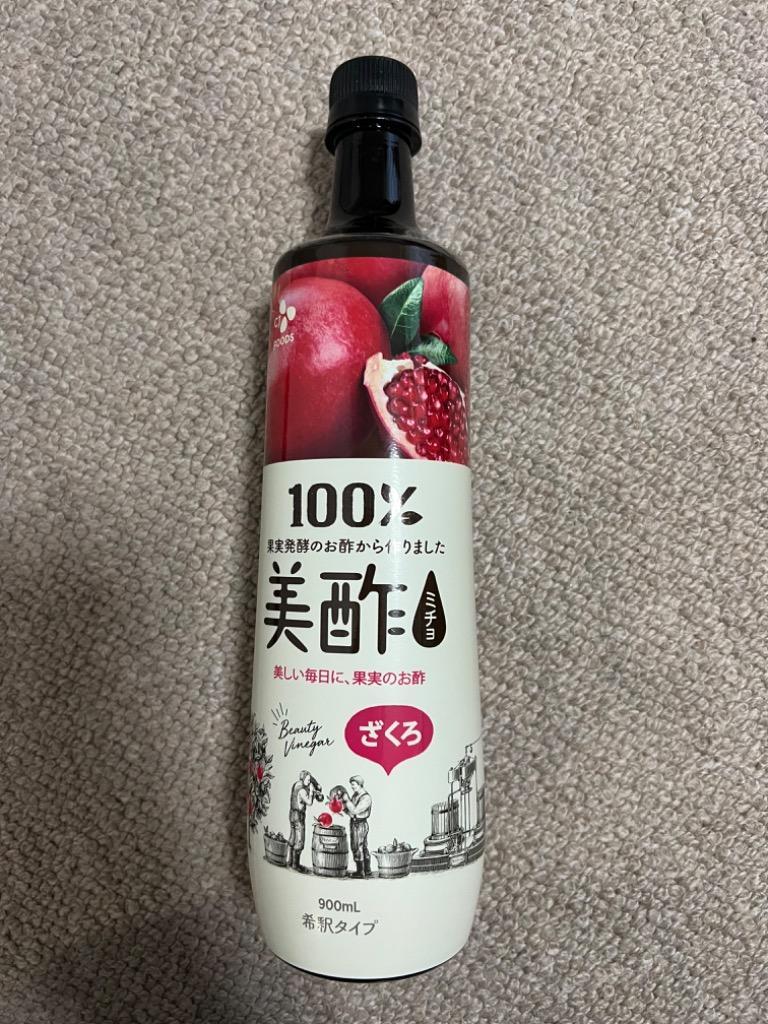 CJ
FOODS
100%
果実発酵のお酢から作りました
美酢
ミチョ
美しい毎日に、果実のお酢
Beauty
Vinegar
ざくろ
900mL
希釈タイプ